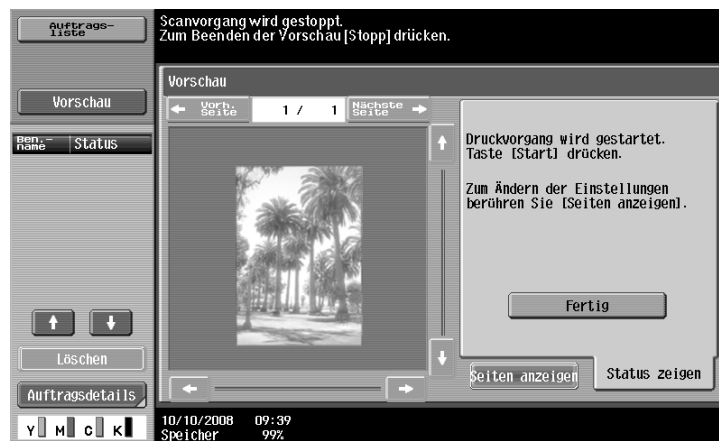 Auftrags-
liste
Scanvorgang wird gestoppt.
Zum Beenden der Vorschau [Stopp] drücken.
Vorschau
Vorschau
Vorh.
Seite
1 / 1
Nächste
Seite
Ben.-
name
Status
Druckvorgang wird gestartet.
Taste [Start] drücken.
Zum Ändern der Einstellungen
berühren Sie [Seiten anzeigen].
Fertig
Löschen
Seiten anzeigen
Status zeigen
Auftragsdetails
Y M C K
10/10/2008 09:39
Speicher 99%